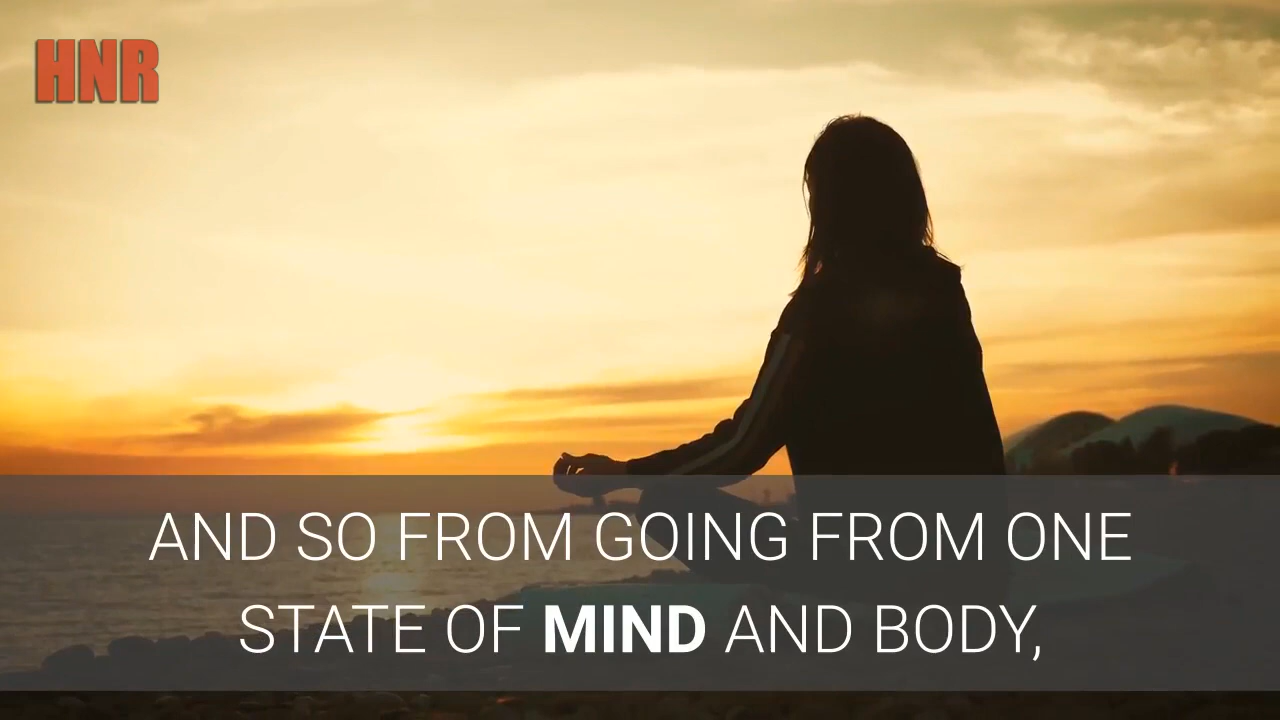 HNR
AND SO FROM GOING FROM ONE
STATE OF MIND AND BODY,